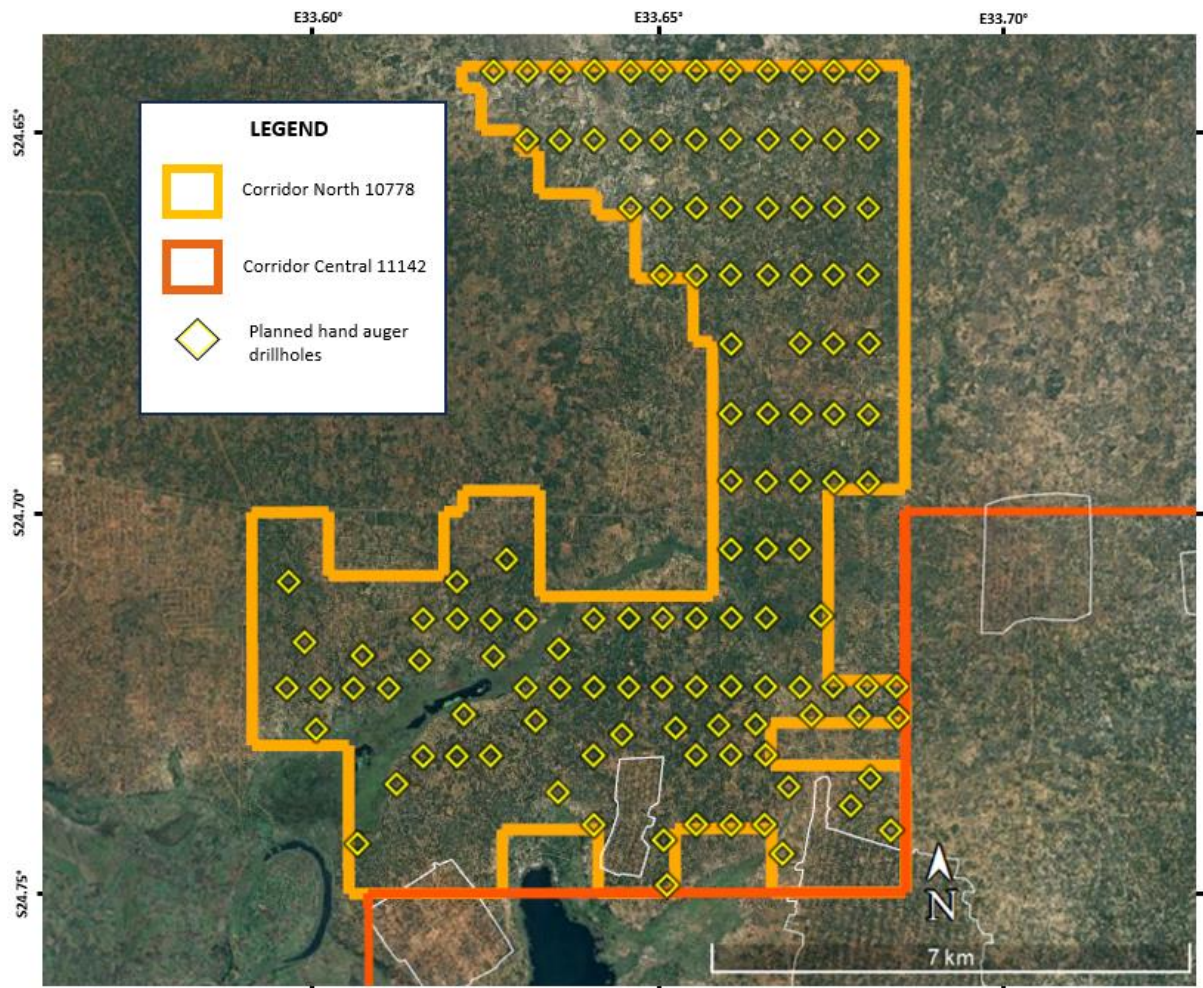 E33.60°
E33.65°
E33.70°
S24.65°
S24.70°
S24.75°
LEGEND
Corridor North 10778
Corridor Central 11142
Planned hand auger
drillholes
N
7 km